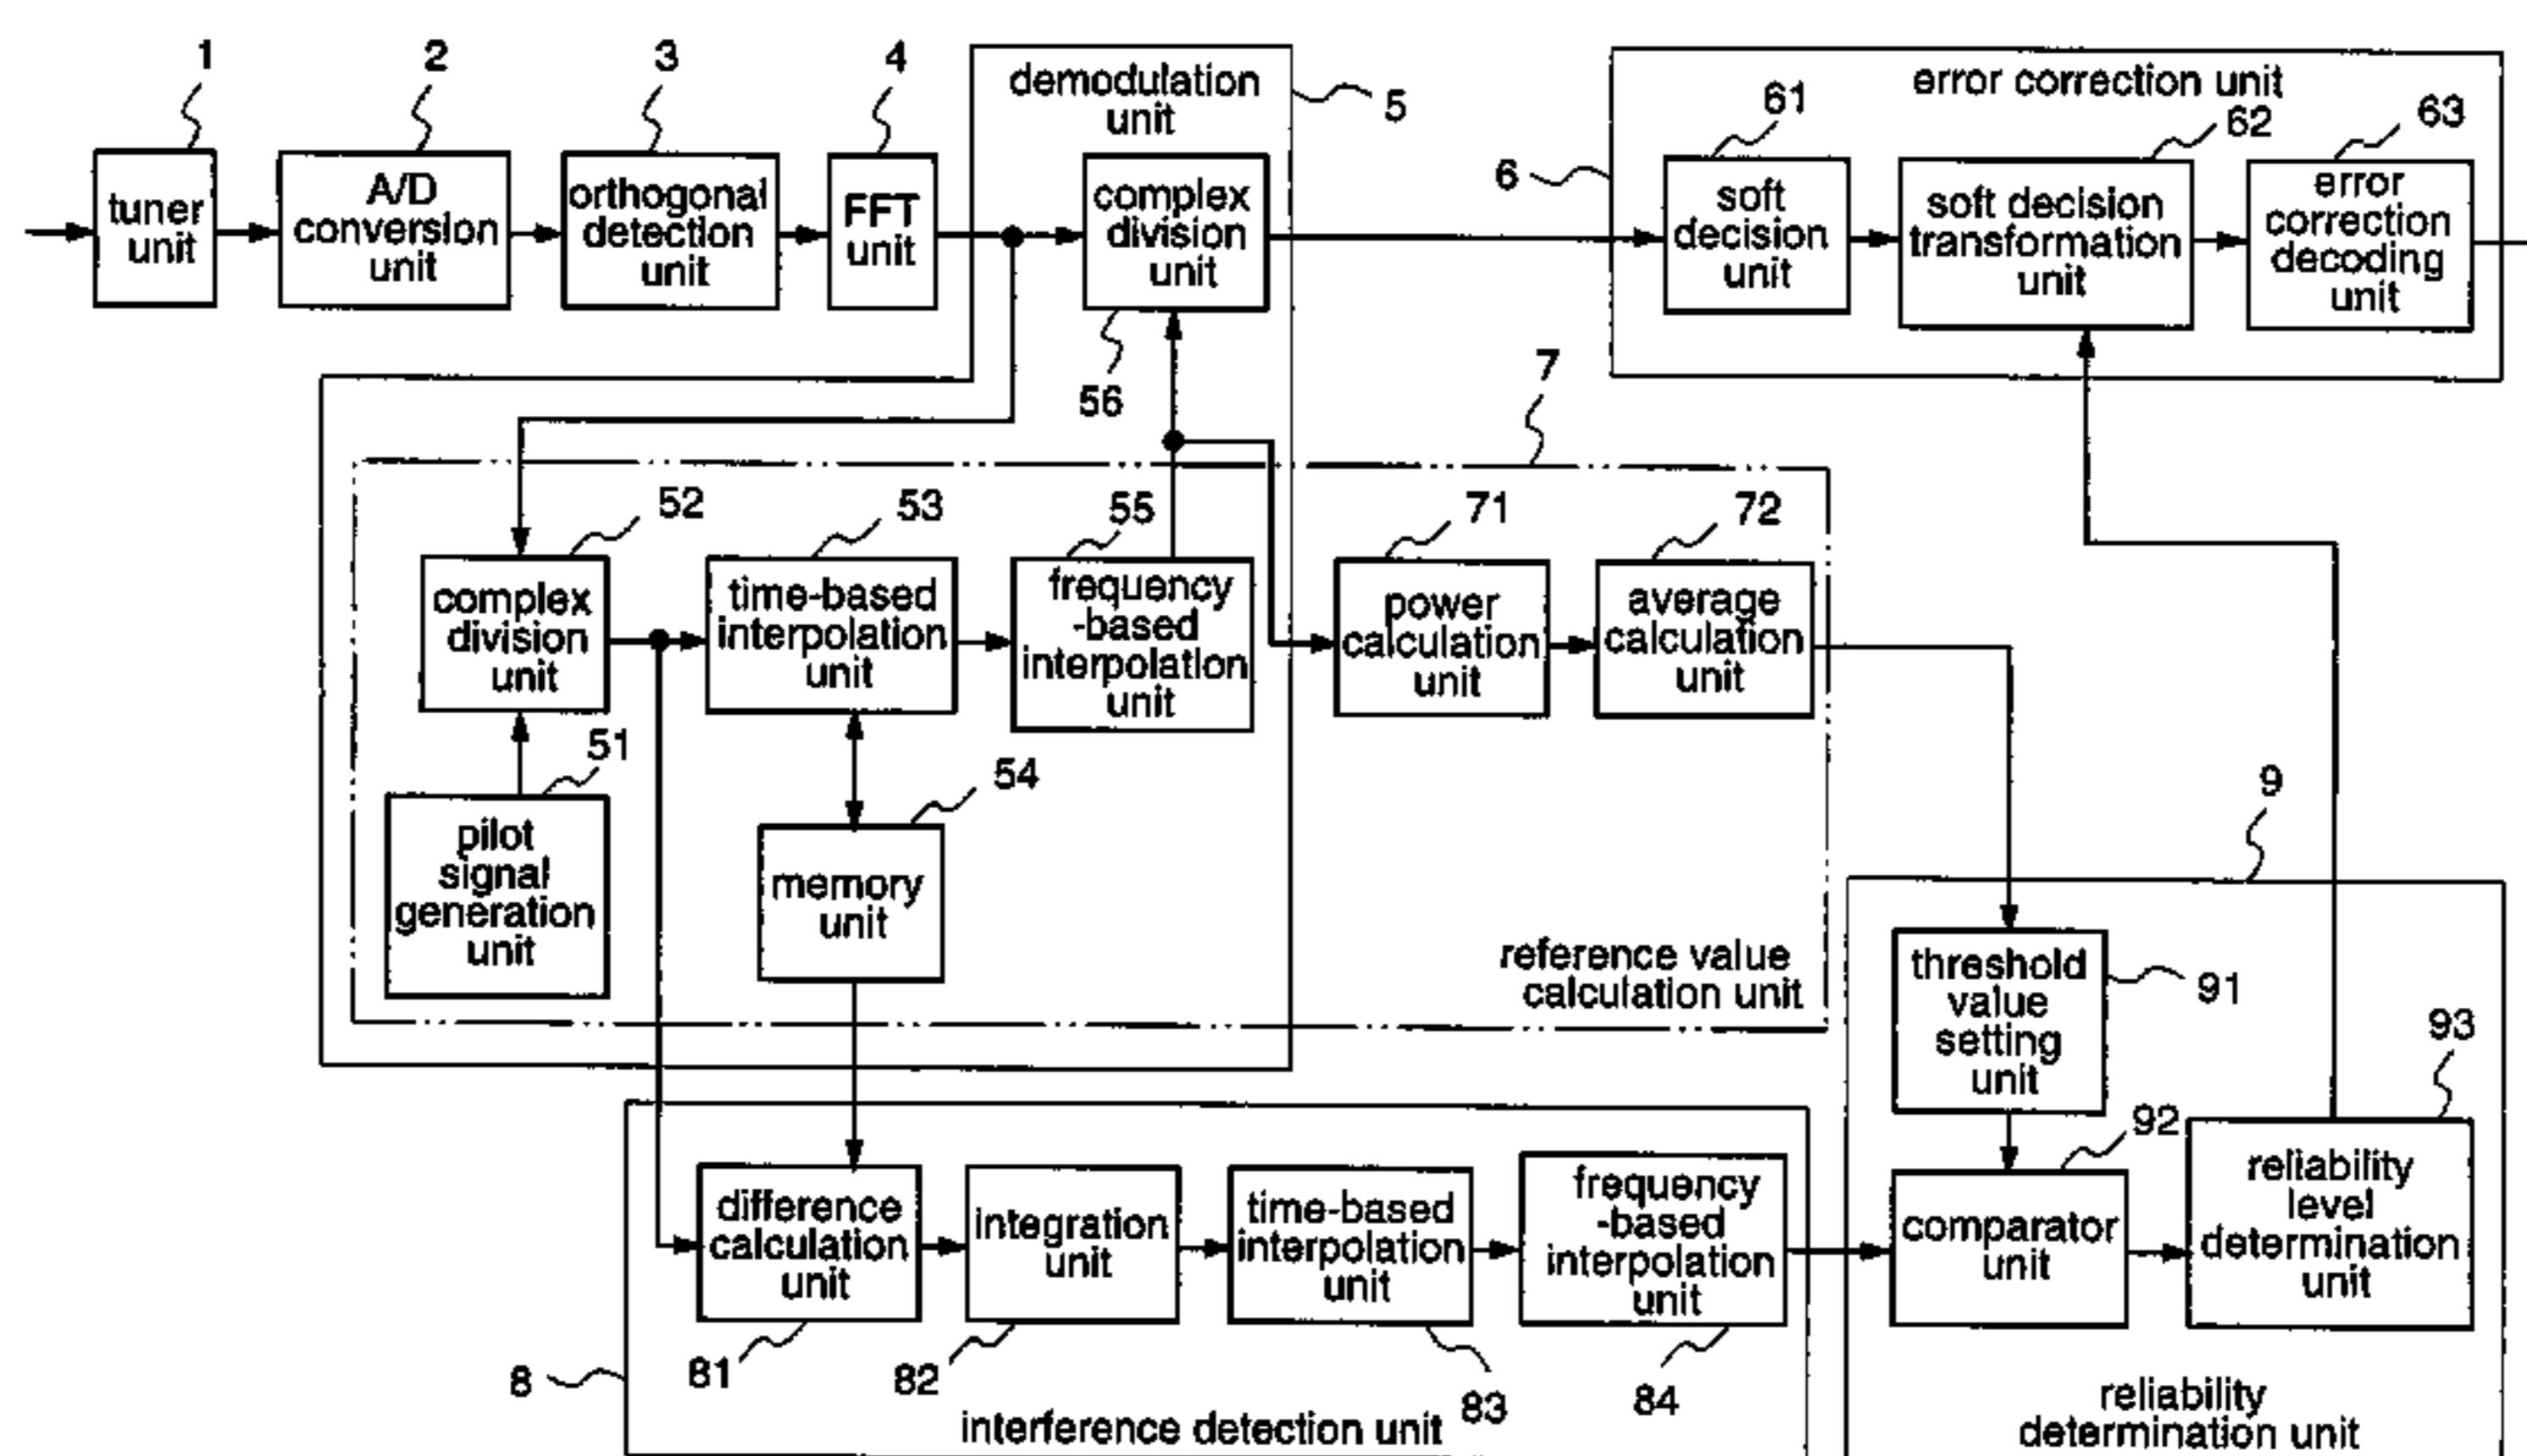 1
2
3
4
demodulation
unit
5
error correction unit
61
62
63
6
tuner
unit
A/D
conversion
unit
orthogonal
detection
unit
FFT
unit
complex
division
unit
soft
decision
unit
soft decision
transformation
unit
error
correction
decoding
unit
56
7
52
53
55
71
72
complex
division
unit
time-based
interpolation
unit
frequency
-based
interpolation
unit
power
calculation
unit
average
calculation
unit
51
54
9
pilot
signal
generation
unit
memory
unit
reference value
calculation unit
threshold
value
setting
unit
91
93
92
difference
calculation
unit
integration
unit
time-based
interpolation
unit
frequency
-based
interpolation
unit
comparator
unit
reliability
level
determination
unit
8
81
82
83
84
interference detection unit
reliability
determination unit